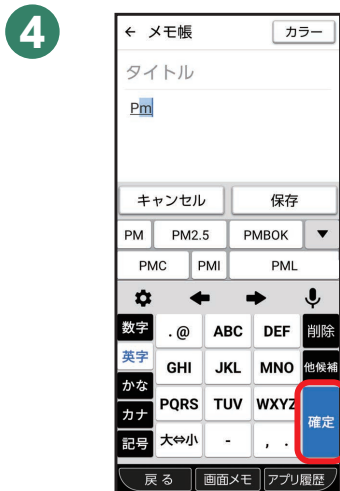 4
← メモ帳 カラー
タイトル
Pm
キャンセル 保存
PM PM2.5 PMBOK ▼
PMC PMI PML
数字 .@ ABC DEF 削除
英字 GHI JKL MNO 他候補
かな
カナ PQRS TUV WXYZ 確定
記号 大⇔小 - , .
戻る 画面メモ アプリ履歴